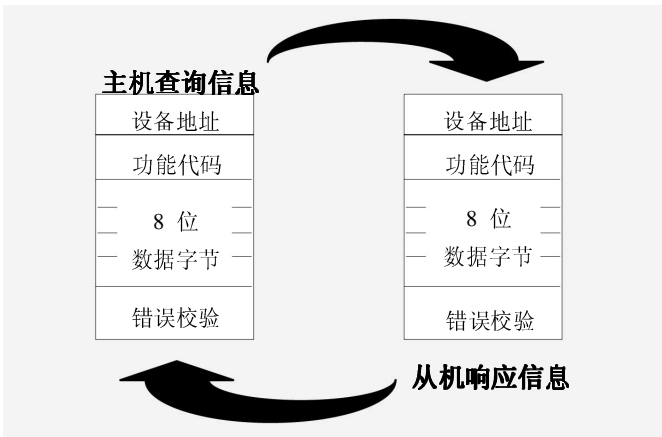 主机查询信息
设备地址
功能代码
8 位
数据字节
错误校验
设备地址
功能代码
8 位
数据字节
错误校验
从机响应信息